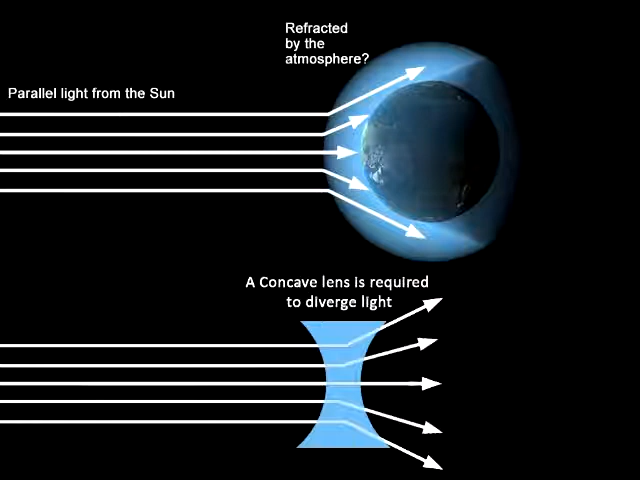 Refracted
by the
atmosphere?
Parallel light from the Sun
A Concave lens is required
to diverge light